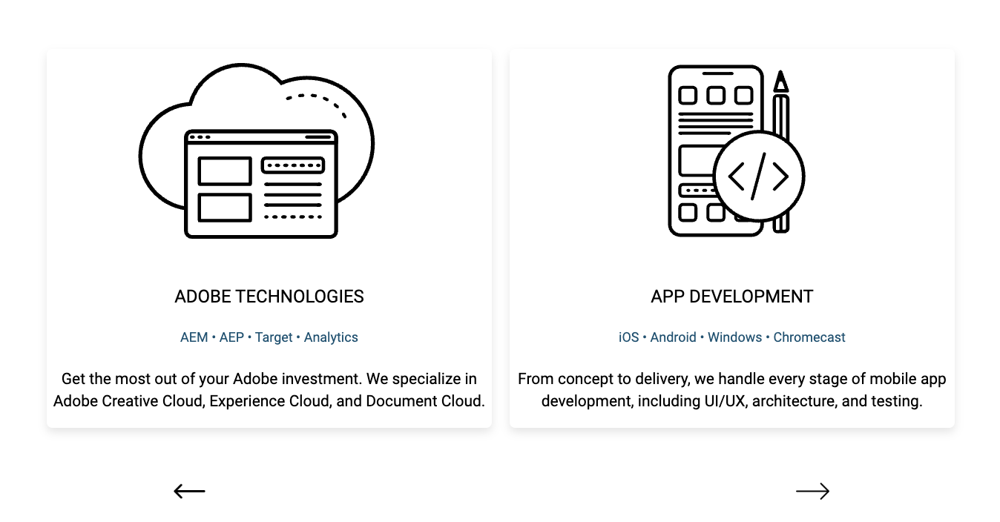 ADOBE TECHNOLOGIES
AEM • AEP • Target • Analytics
Get the most out of your Adobe investment. We specialize in
Adobe Creative Cloud, Experience Cloud, and Document Cloud.
APP DEVELOPMENT
iOS • Android • Windows • Chromecast
From concept to delivery, we handle every stage of mobile app
development, including UI/UX, architecture, and testing.